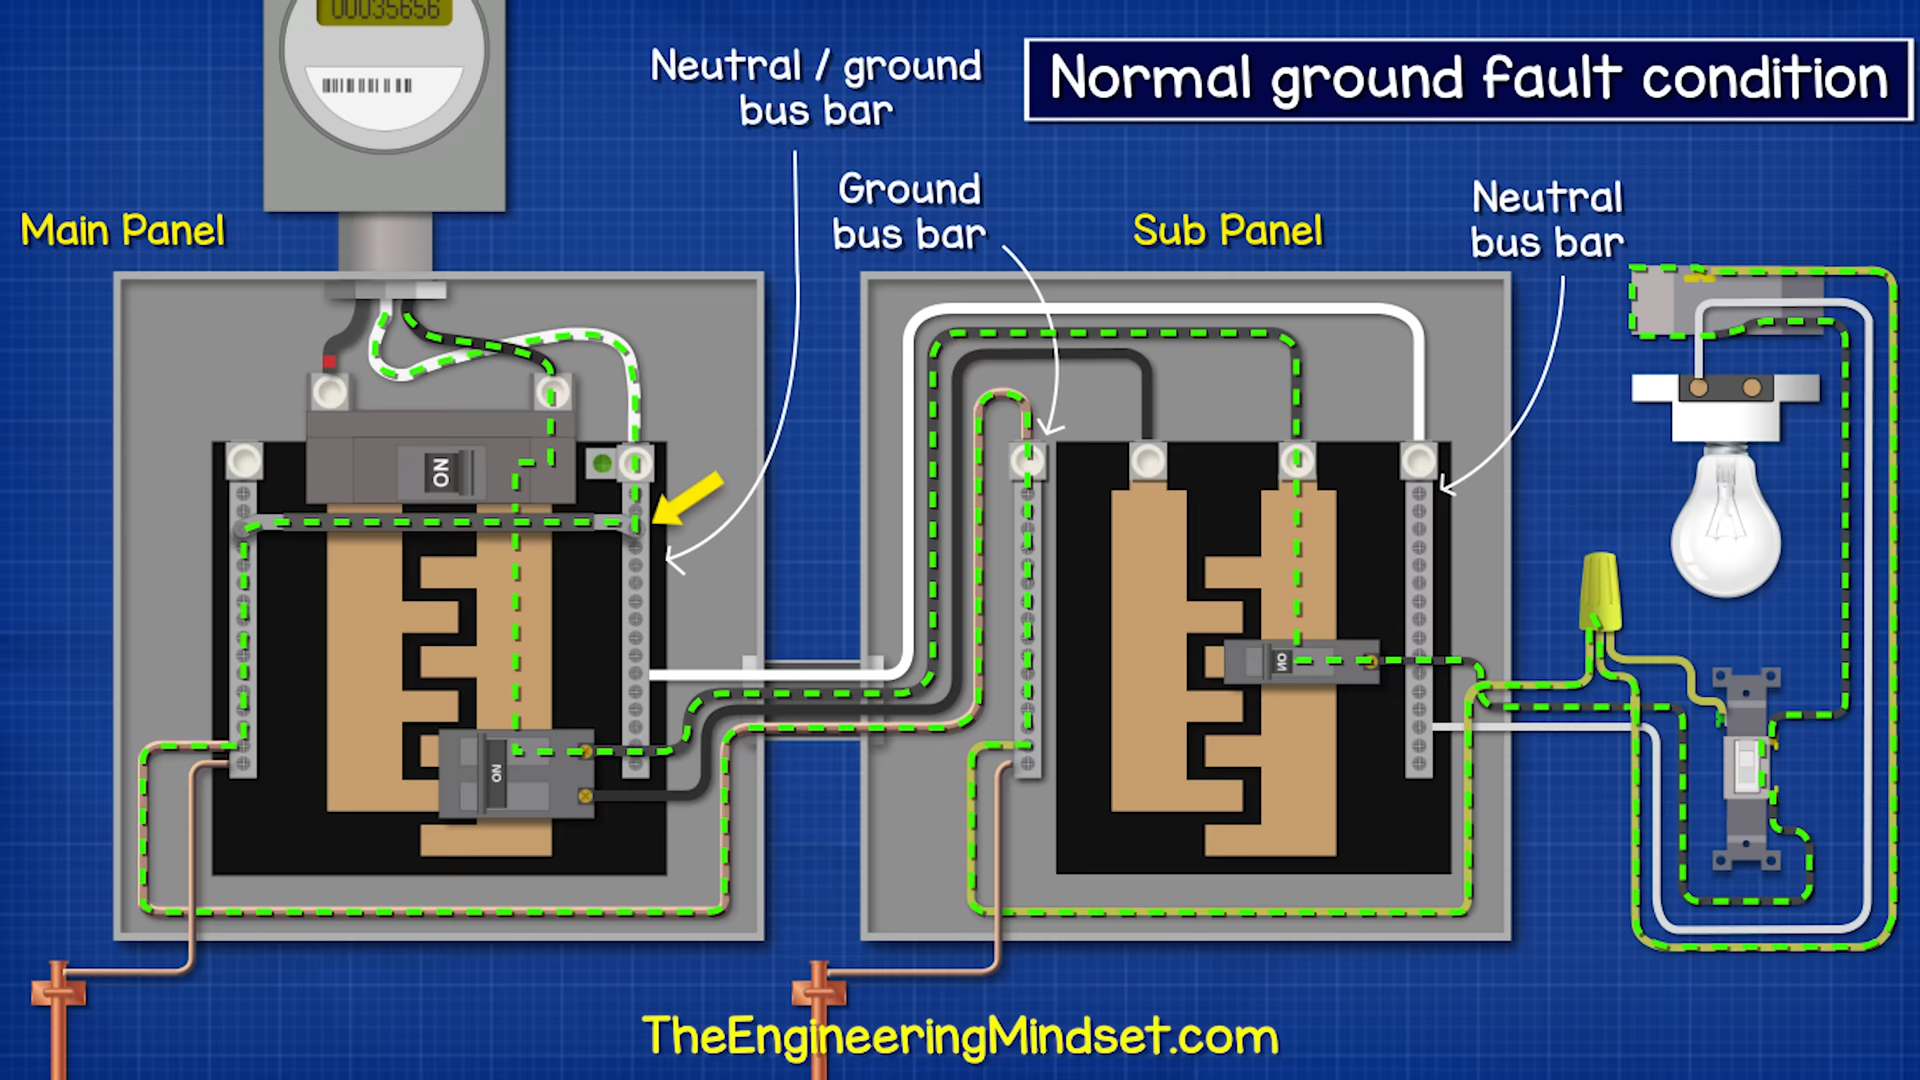 00035656
Neutral / ground
bus bar
Normal ground fault condition
Ground
bus bar
Main Panel
Sub Panel
Neutral
bus bar
ON
ON
ON
TheEngineeringMindset.com